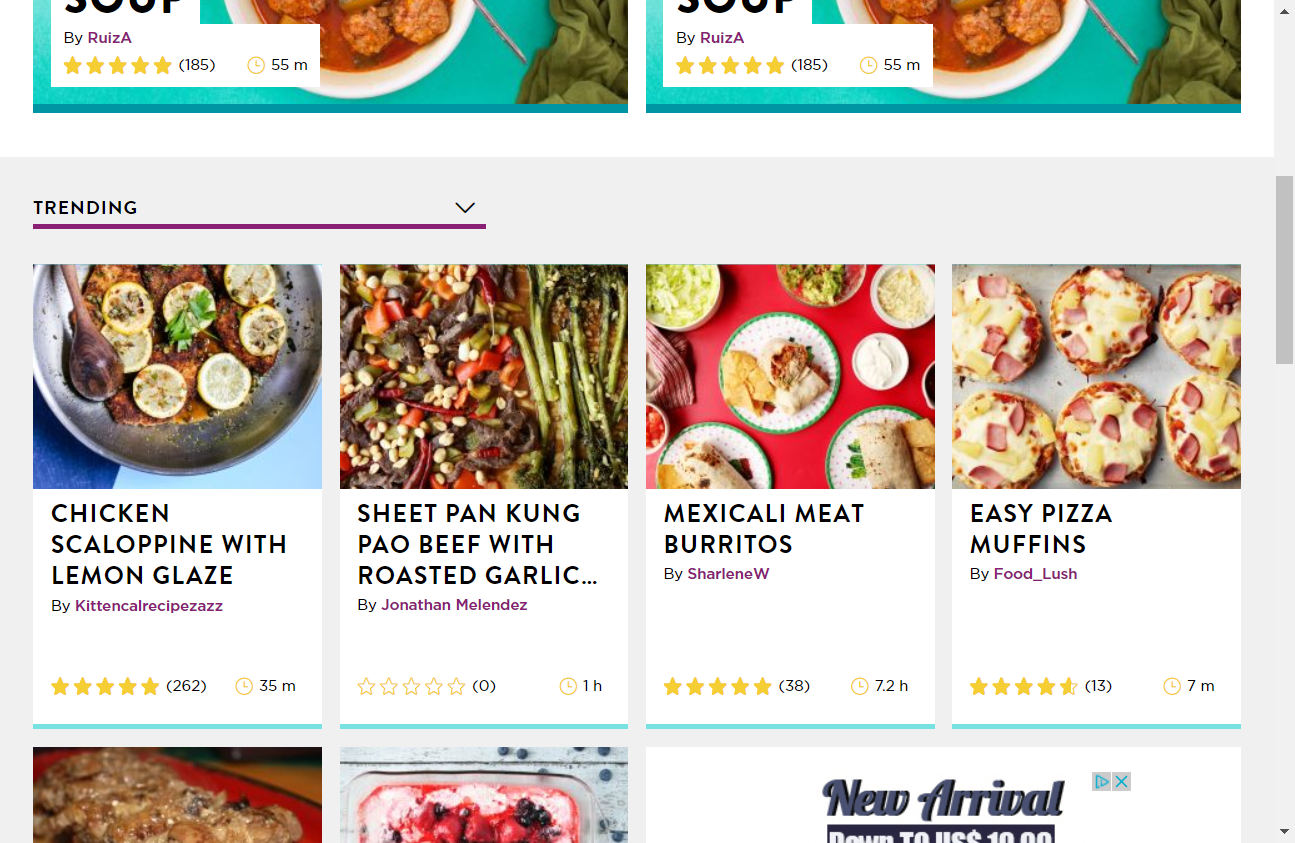 SOUP
SOUP
By RuizA
(185) 55 m
By RuizA
(185) 55 m
TRENDING
CHICKEN
SCALOPPINE WITH
LEMON GLAZE
By Kittencalrecipezazz
(262) 35 m
SHEET PAN KUNG
PAO BEEF WITH
ROASTED GARLIC...
By Jonathan Melendez
(0) 1 h
MEXICALI MEAT
BURRITOS
By SharleneW
(38) 7.2 h
EASY PIZZA
MUFFINS
By Food_Lush
(13) 7 m
New Arrival
Down TO US$ 10.00